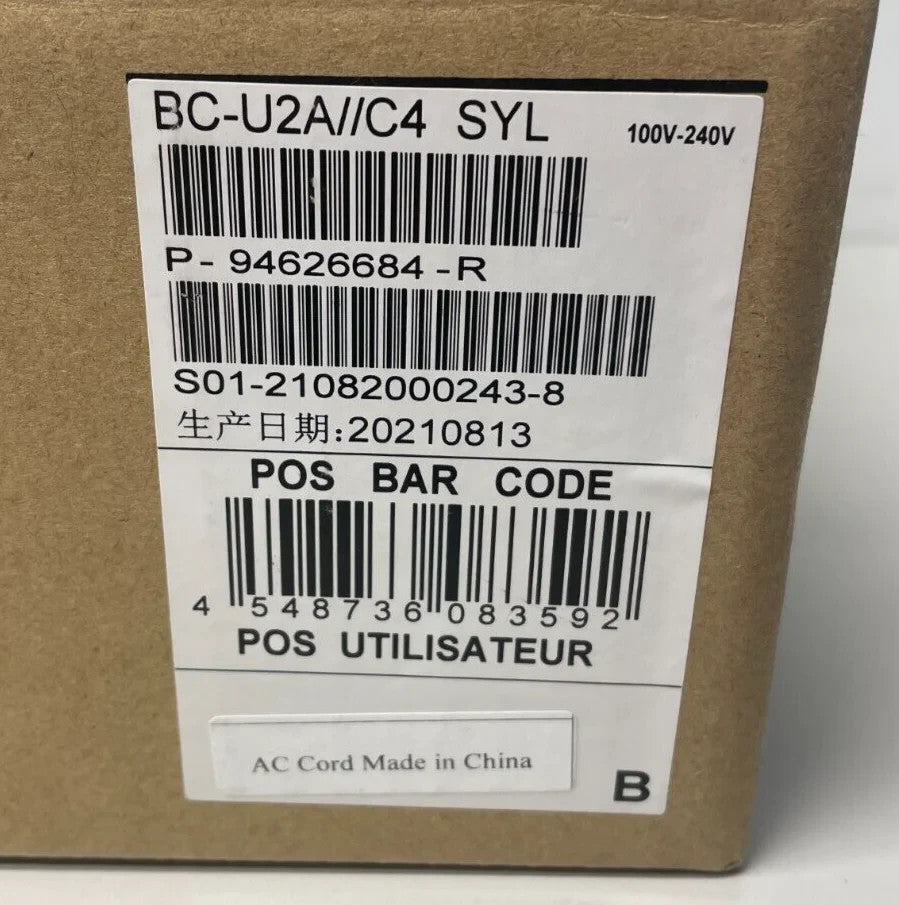 BC-U2A//C4 SYL 100V-240V
P- 94626684 -R
S01-21082000243-8
生产日期:20210813
POS BAR CODE
4 548736 083592
POS UTILISATEUR
AC Cord Made in China
B